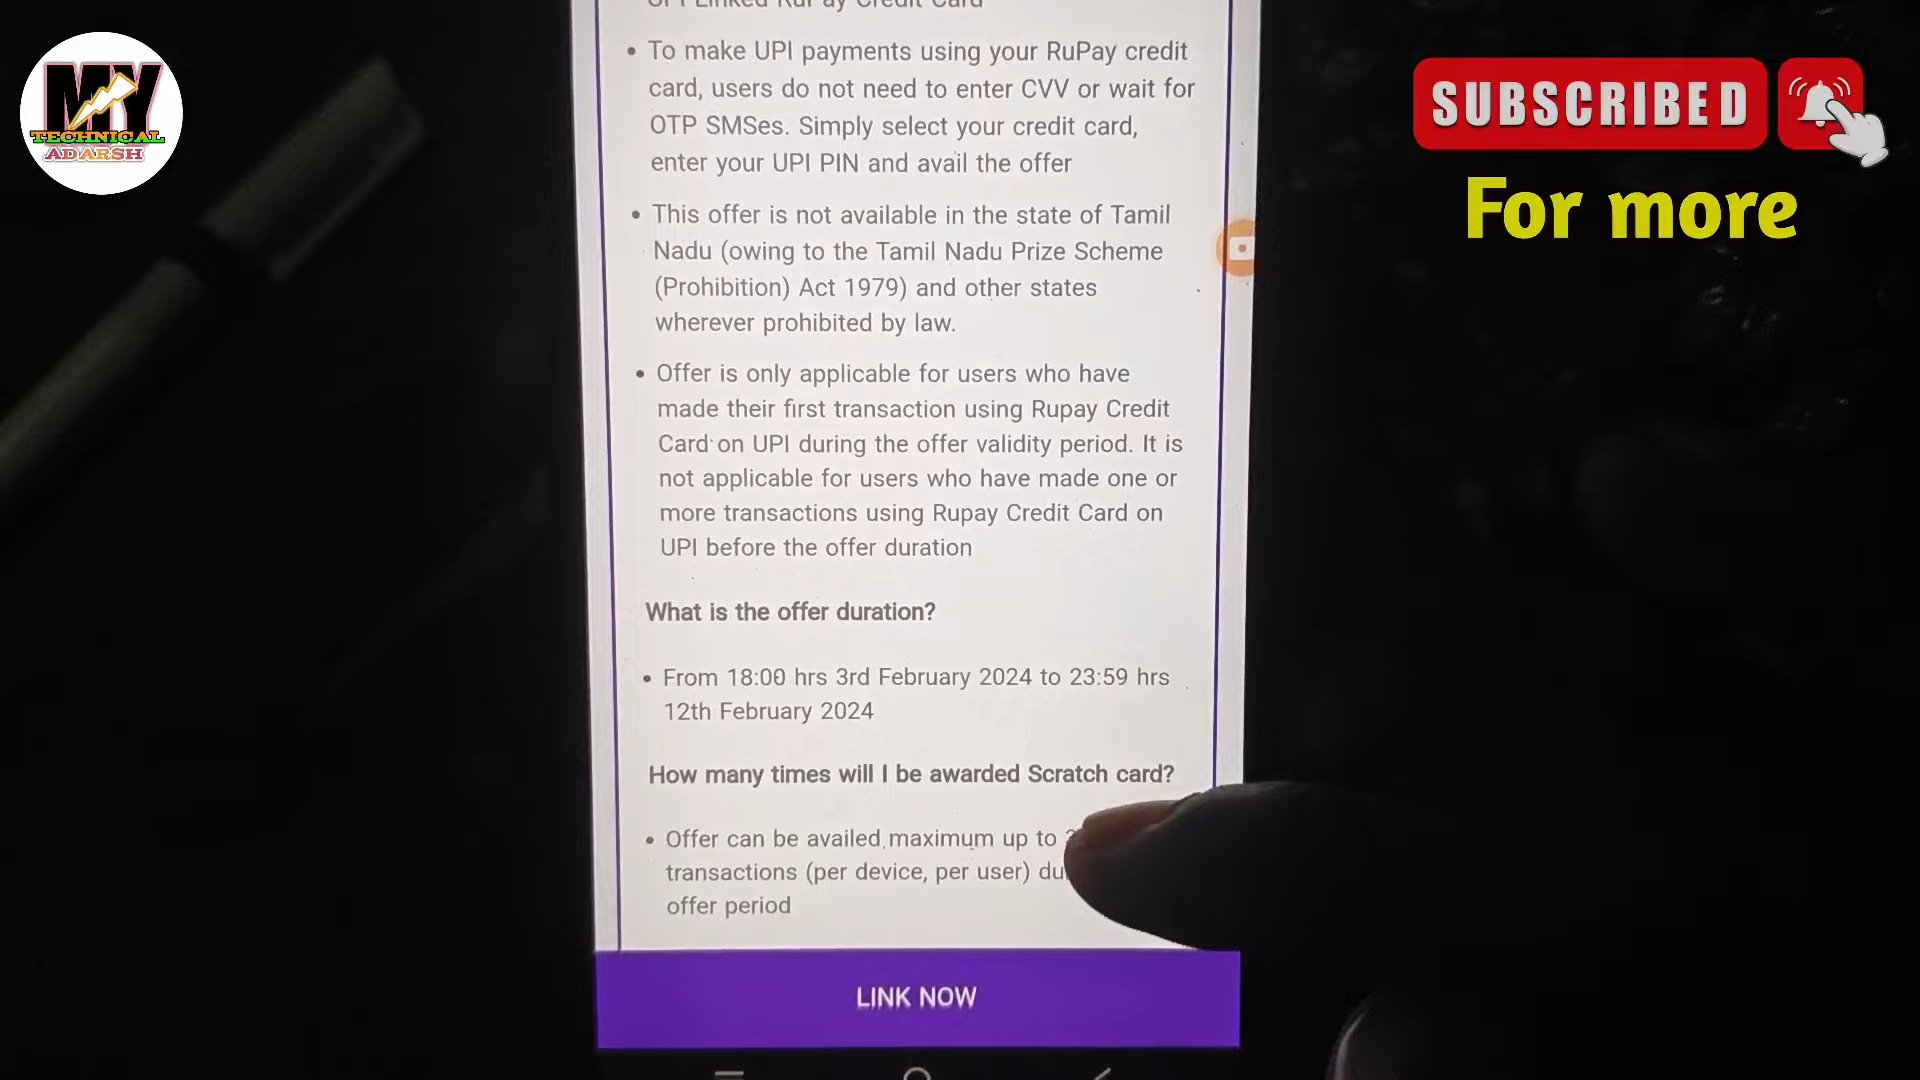 UPI Linked RuPay Credit Card
• To make UPI payments using your RuPay credit
card, users do not need to enter CVV or wait for
OTP SMSes. Simply select your credit card,
enter your UPI PIN and avail the offer
• This offer is not available in the state of Tamil
Nadu (owing to the Tamil Nadu Prize Scheme
(Prohibition) Act 1979) and other states
wherever prohibited by law.
• Offer is only applicable for users who have
made their first transaction using Rupay Credit
Card on UPI during the offer validity period. It is
not applicable for users who have made one or
more transactions using Rupay Credit Card on
UPI before the offer duration
What is the offer duration?
• From 18:00 hrs 3rd February 2024 to 23:59 hrs
12th February 2024
How many times will I be awarded Scratch card?
• Offer can be availed maximum up to
transactions (per device, per user)
offer period
LINK NOW
MY
TECHNICAL
ADARSH
SUBSCRIBED
For more